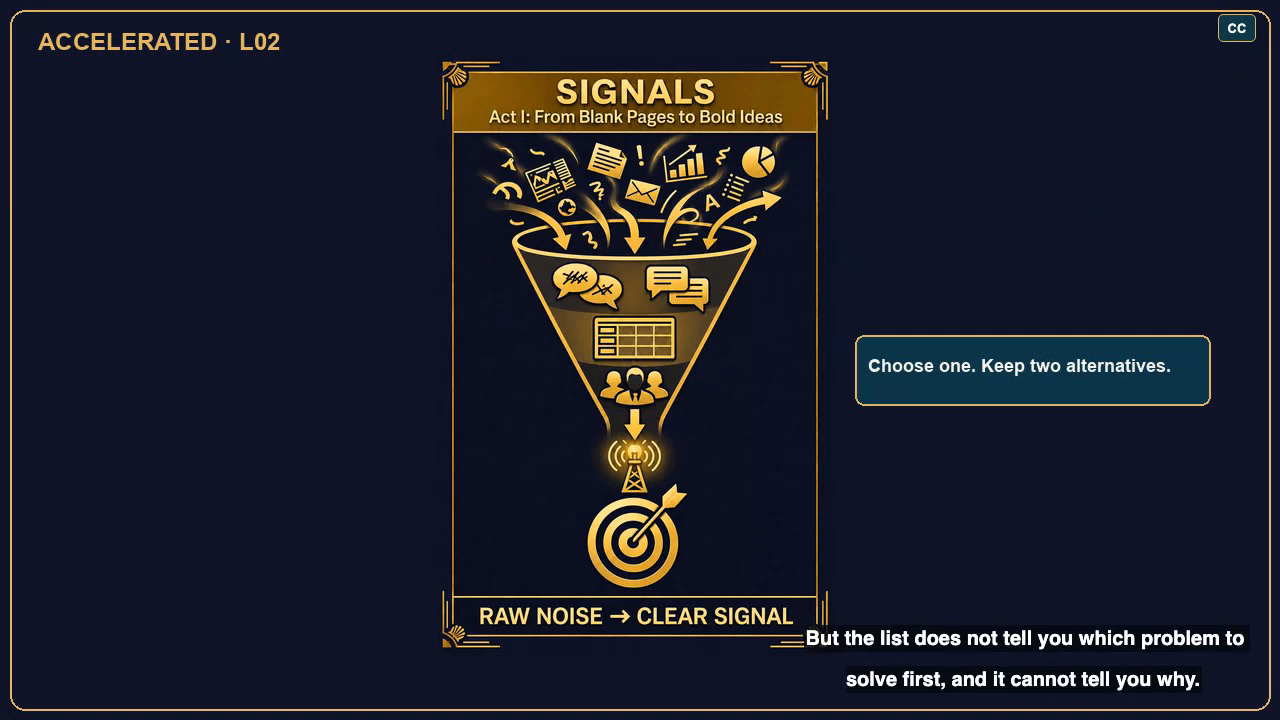 ACCELERATED · L02
CC
SIGNALS
Act I: From Blank Pages to Bold Ideas
A
Choose one. Keep two alternatives.
RAW NOISE → CLEAR SIGNAL
But the list does not tell you which problem to
solve first, and it cannot tell you why.